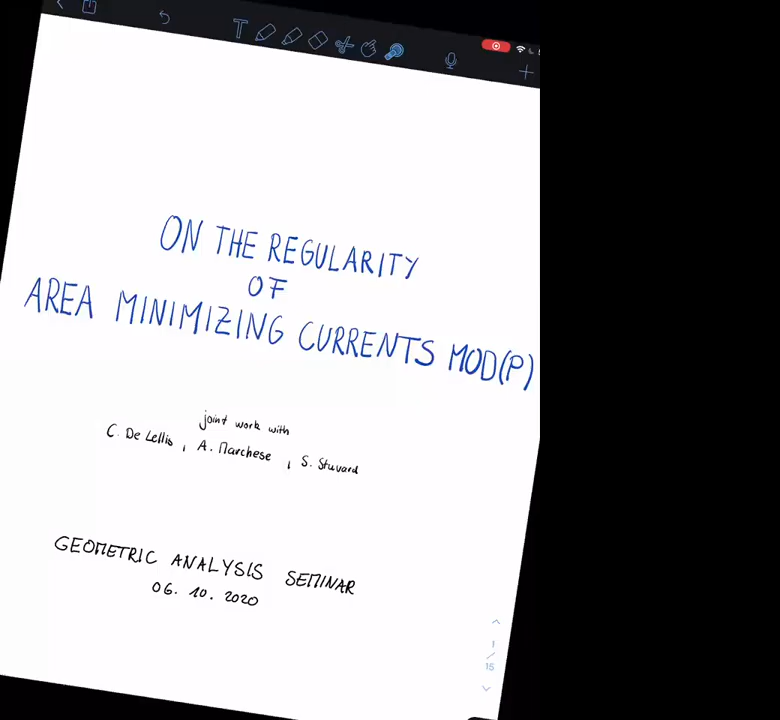 ON THE REGULARITY
OF
AREA MINIMIZING CURRENTS MOD(P)
joint work with
C. De Lellis, A. Marchese, S. Stuvard
GEOMETRIC ANALYSIS SEMINAR
06. 10. 2020
1
/
15